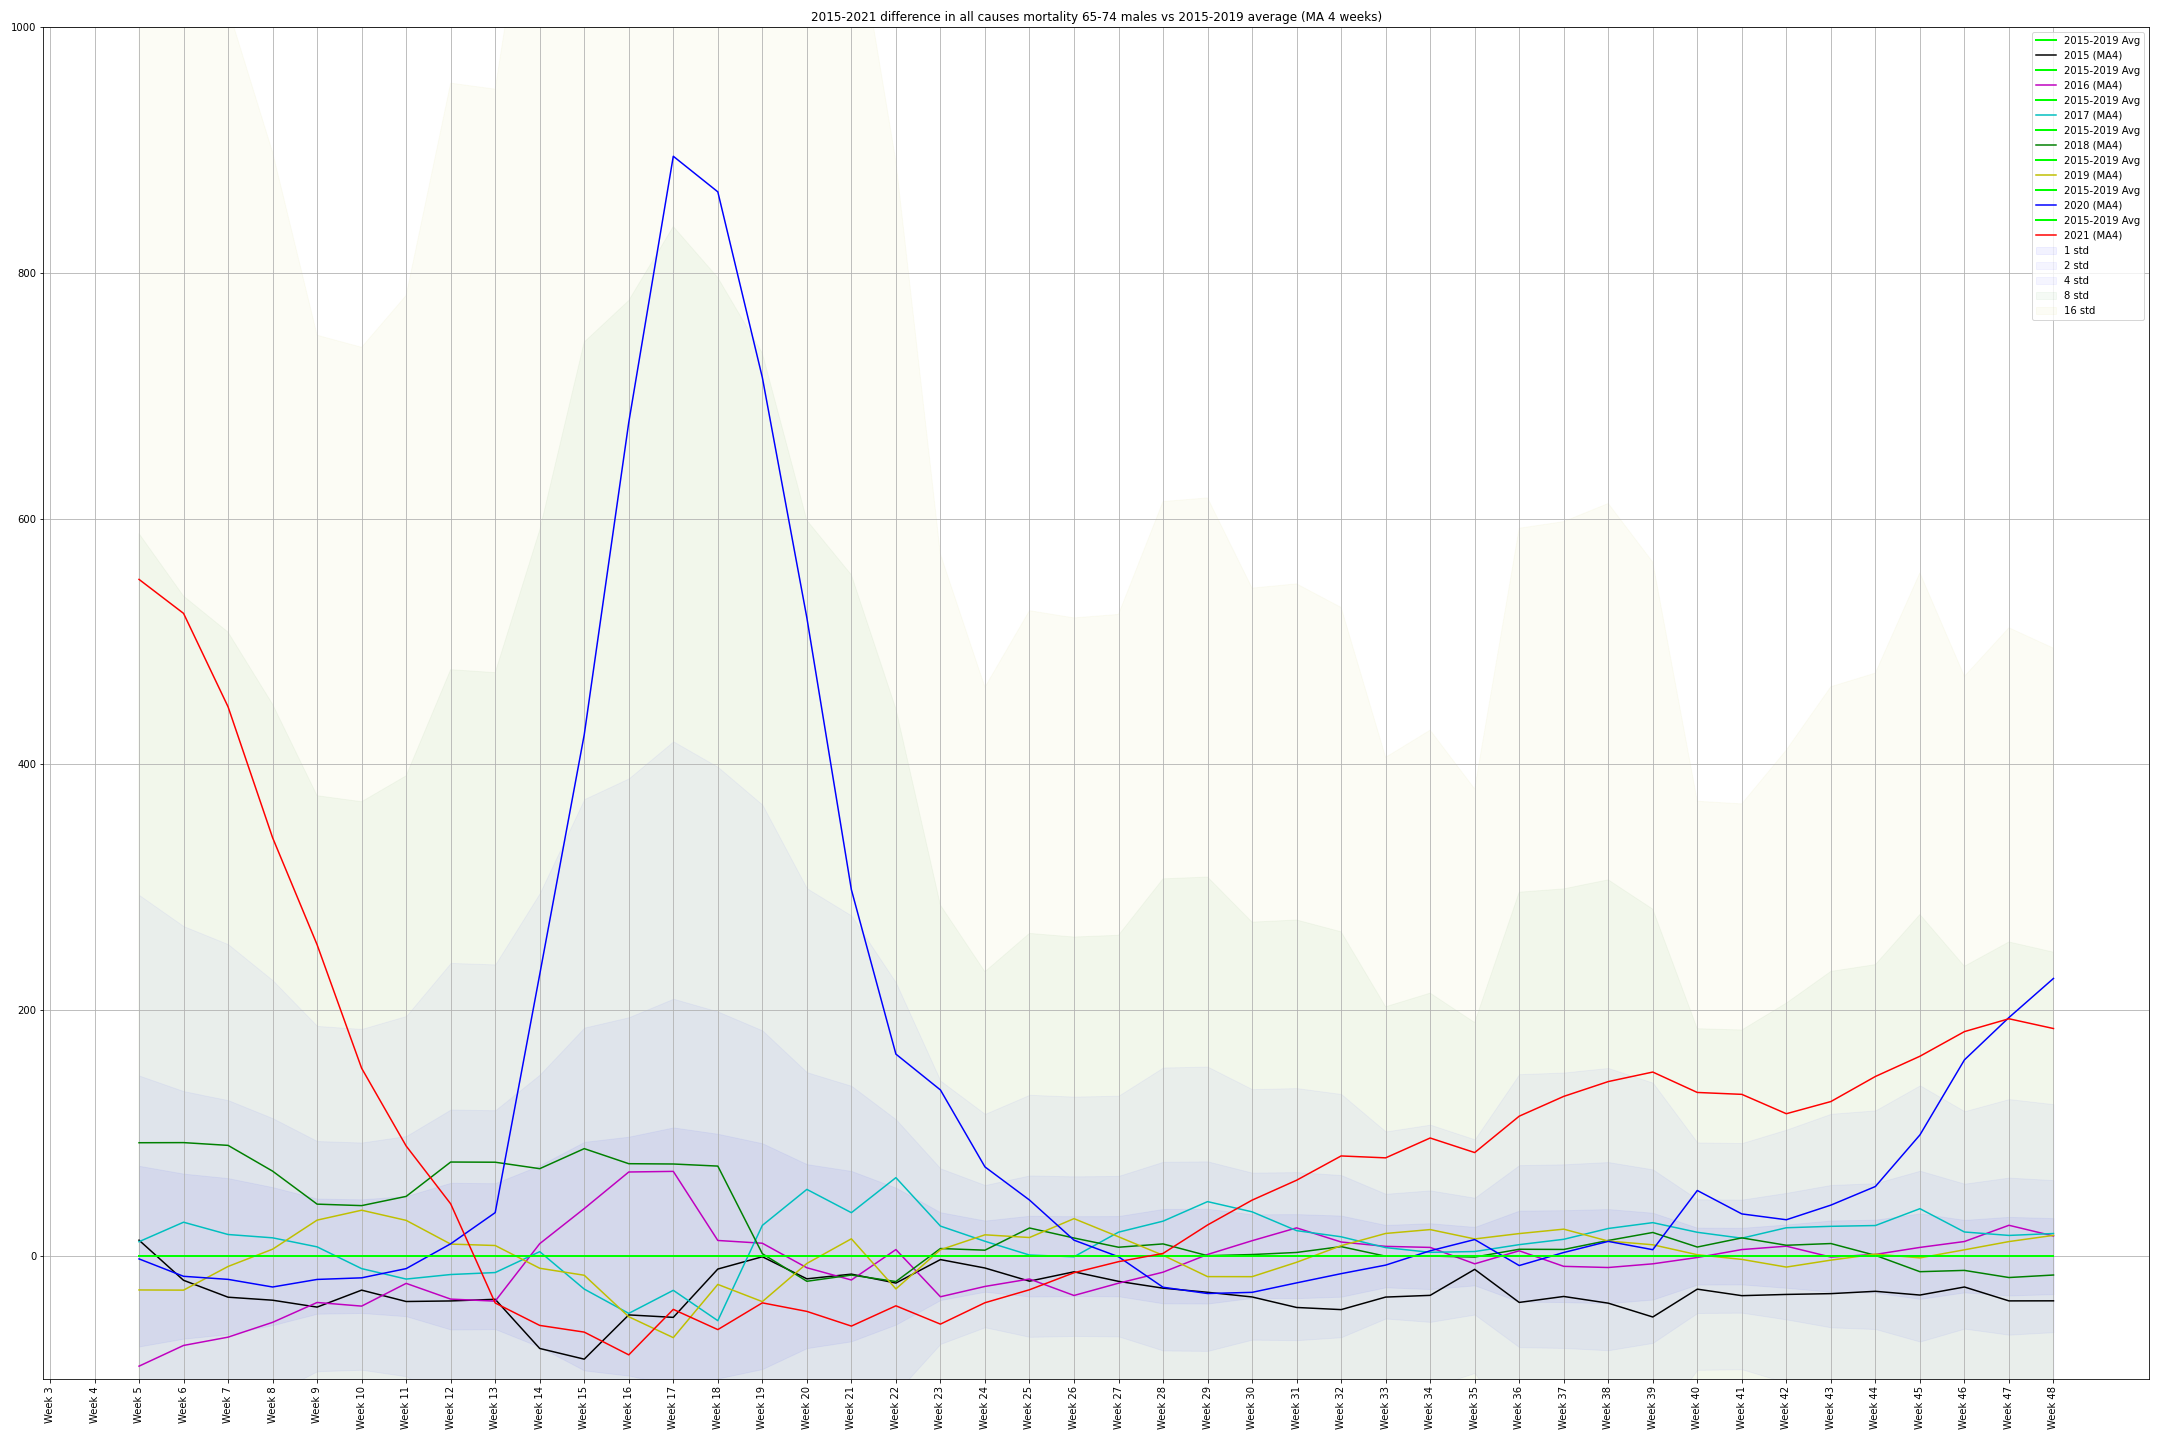 2015-2021 difference in all causes mortality 65-74 males vs 2015-2019 average (MA 4 weeks)
1000
800
600
400
200
0
2015-2019 Avg
2015 (MA4)
2015-2019 Avg
2016 (MA4)
2015-2019 Avg
2017 (MA4)
2015-2019 Avg
2018 (MA4)
2015-2019 Avg
2019 (MA4)
2015-2019 Avg
2020 (MA4)
2015-2019 Avg
2021 (MA4)
1 std
2 std
4 std
8 std
16 std
Week 3
Week 4
Week 5
Week 6
Week 7
Week 8
Week 9
Week 10
Week 11
Week 12
Week 13
Week 14
Week 15
Week 16
Week 17
Week 18
Week 19
Week 20
Week 21
Week 22
Week 23
Week 24
Week 25
Week 26
Week 27
Week 28
Week 29
Week 30
Week 31
Week 32
Week 33
Week 34
Week 35
Week 36
Week 37
Week 38
Week 39
Week 40
Week 41
Week 42
Week 43
Week 44
Week 45
Week 46
Week 47
Week 48